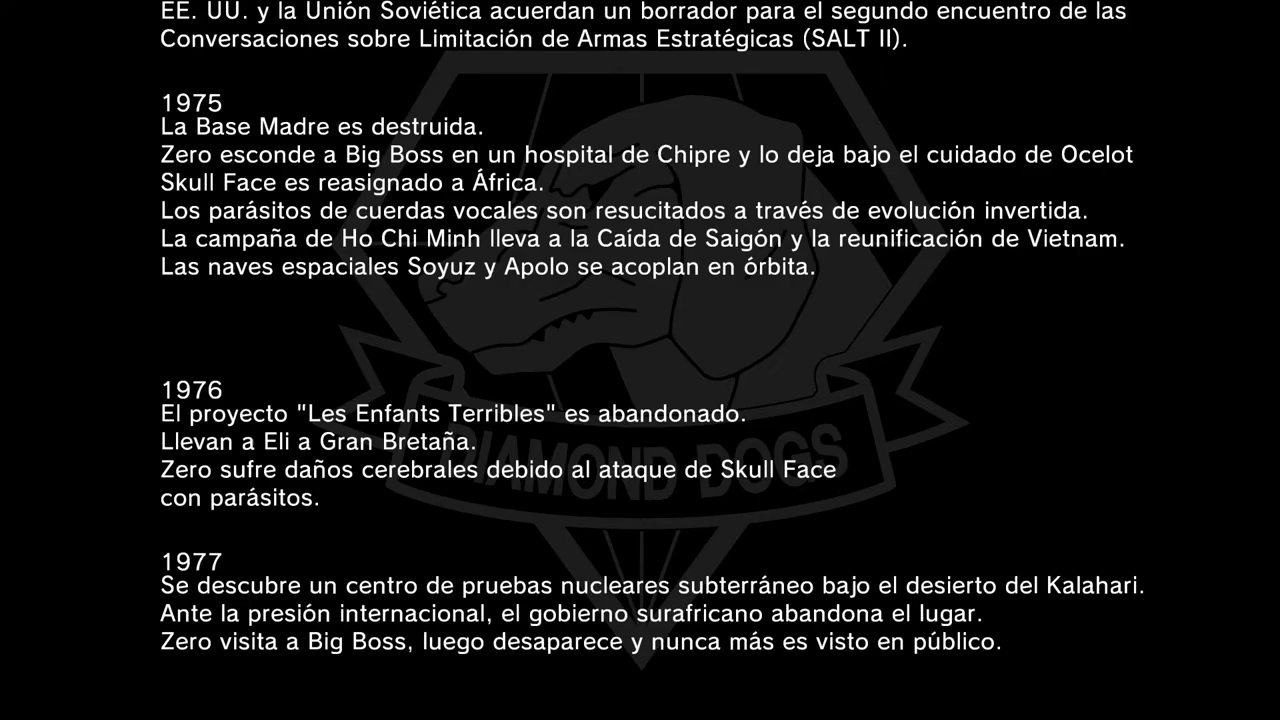 EE. UU. y la Unión Soviética acuerdan un borrador para el segundo encuentro de las
Conversaciones sobre Limitación de Armas Estratégicas (SALT II).
1975
La Base Madre es destruida.
Zero esconde a Big Boss en un hospital de Chipre y lo deja bajo el cuidado de Ocelot
Skull Face es reasignado a África.
Los parásitos de cuerdas vocales son resucitados a través de evolución invertida.
La campaña de Ho Chi Minh lleva a la Caída de Saigón y la reunificación de Vietnam.
Las naves espaciales Soyuz y Apolo se acoplan en órbita.
1976
El proyecto "Les Enfants Terribles" es abandonado.
Llevan a Eli a Gran Bretaña.
Zero sufre daños cerebrales debido al ataque de Skull Face
con parásitos.
DIAMOND DOGS
1977
Se descubre un centro de pruebas nucleares subterráneo bajo el desierto del Kalahari.
Ante la presión internacional, el gobierno surafricano abandona el lugar.
Zero visita a Big Boss, luego desaparece y nunca más es visto en público.